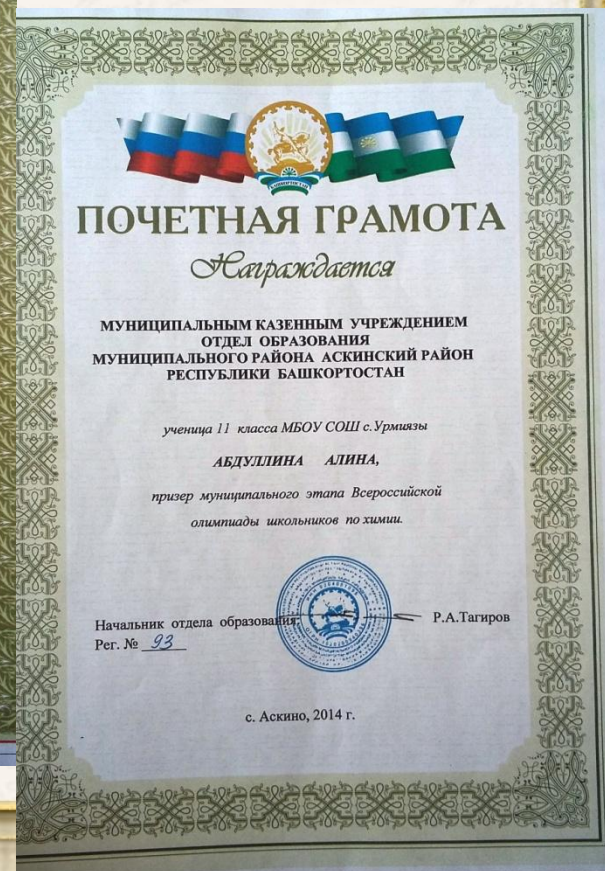 ПОЧЕТНАЯ ГРАМОТА
Награждается
МУНИЦИПАЛЬНЫМ КАЗЕННЫМ УЧРЕЖДЕНИЕМ
ОТДЕЛ ОБРАЗОВАНИЯ
МУНИЦИПАЛЬНОГО РАЙОНА АСКИНСКИЙ РАЙОН
РЕСПУБЛИКИ БАШКОРТОСТАН
ученица 11 класса МБОУ СОШ с.Урмиязы
АБДУЛЛИНА АЛИНА,
призер муниципального этапа Всероссийской
олимпиады школьников по химии.
Начальник отдела образования: Р.А.Тагиров
Рег. № 93
с. Аскино, 2014 г.